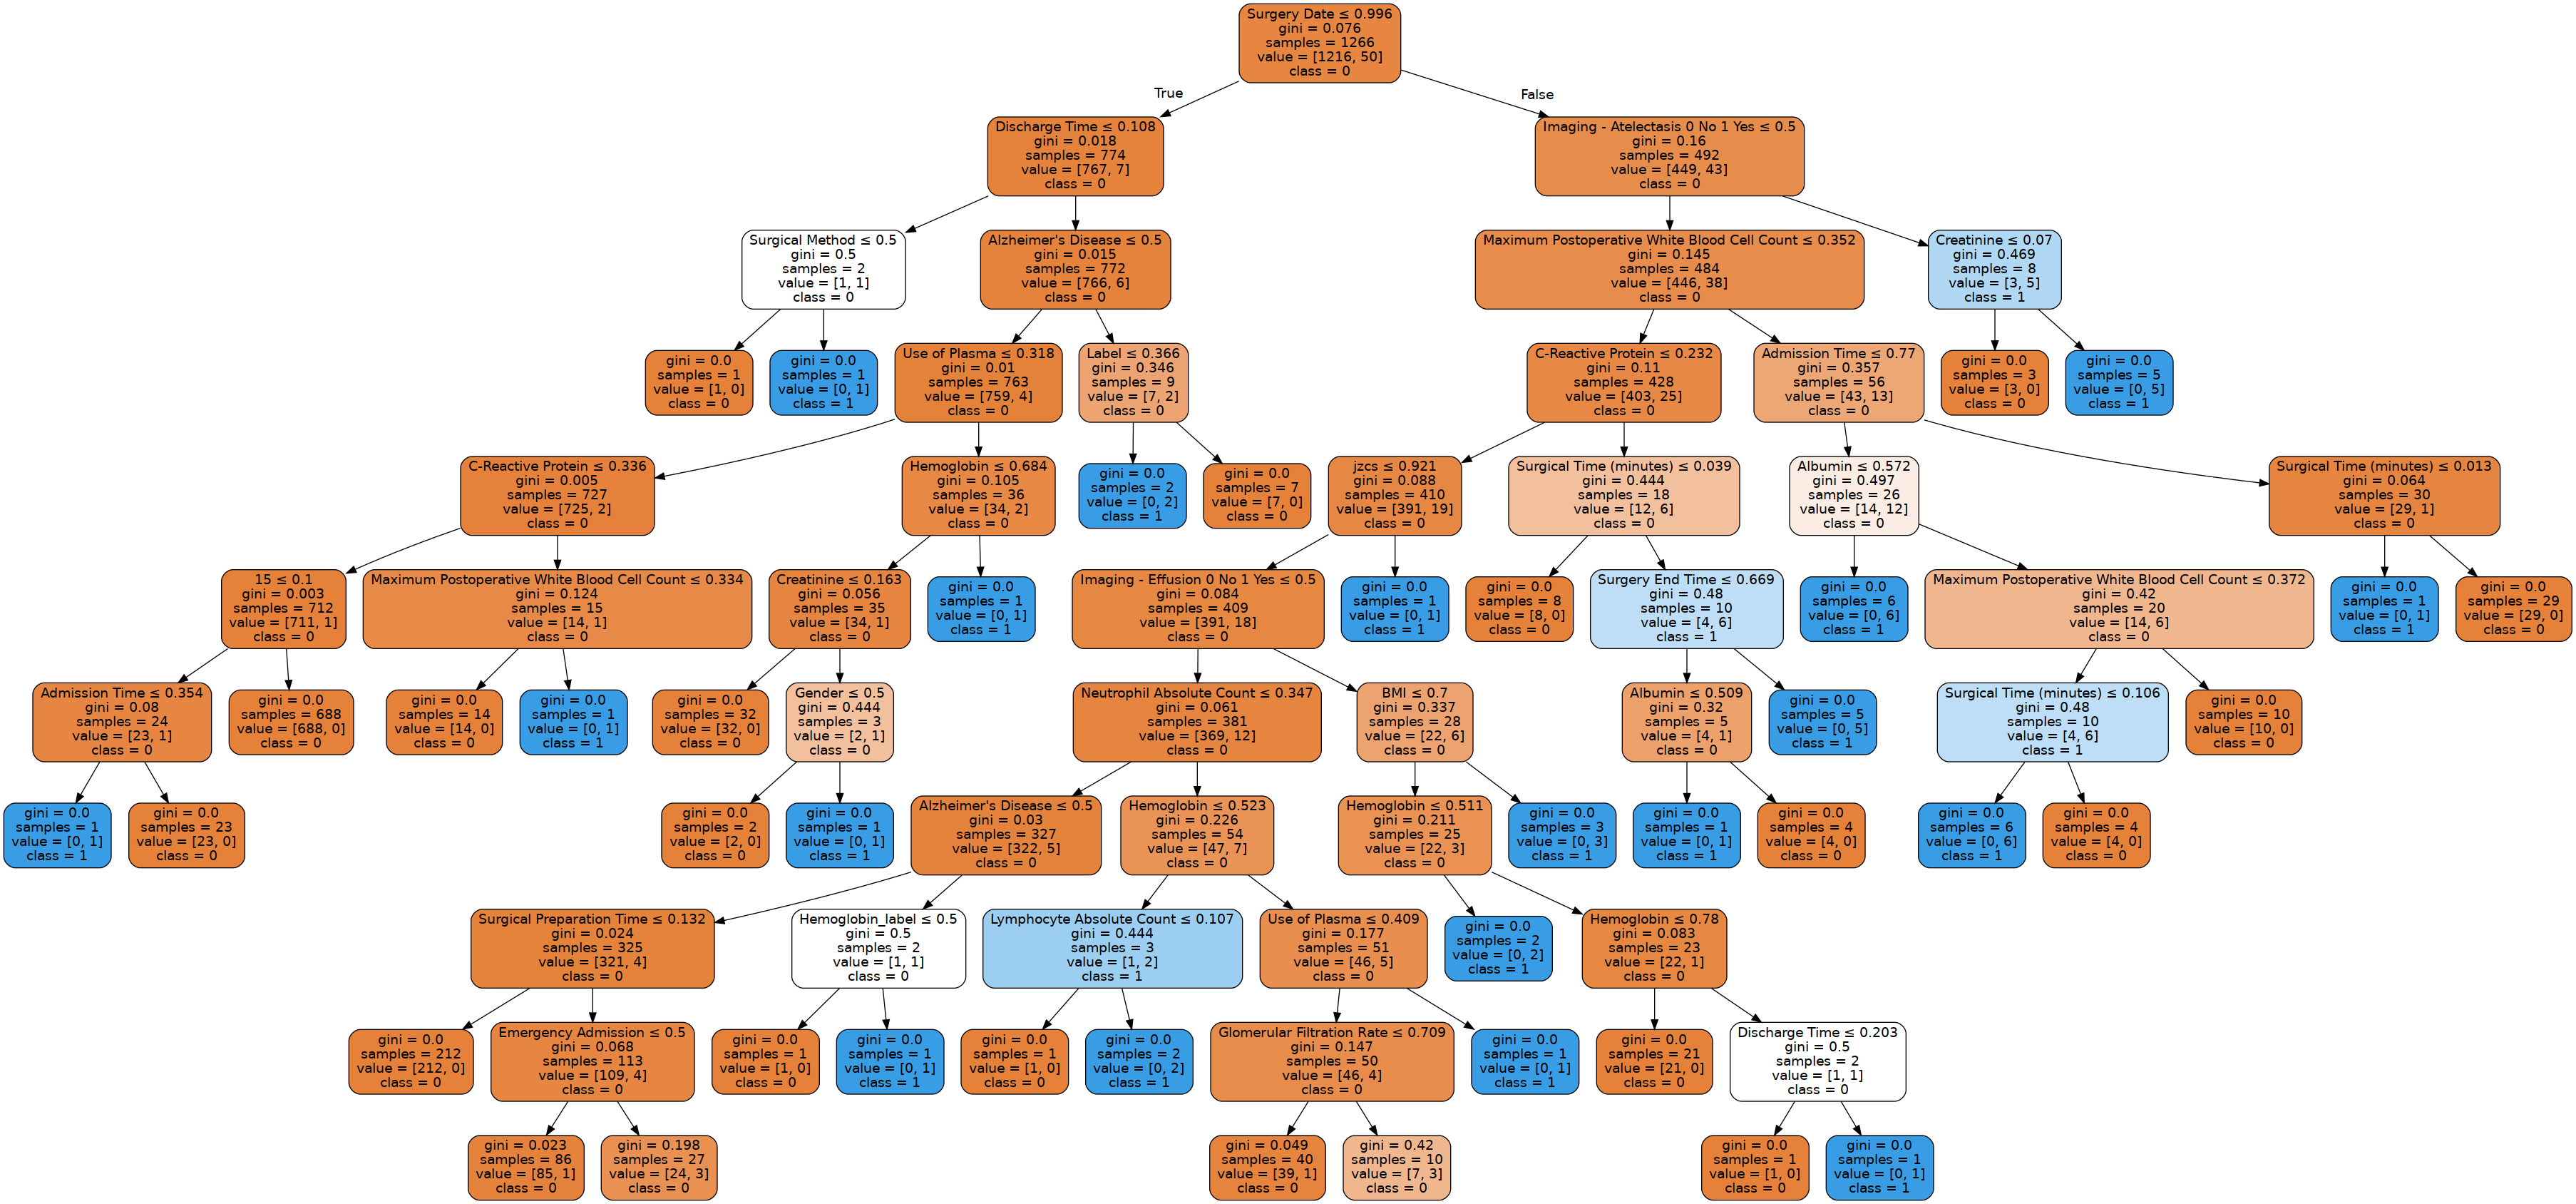 Surgery Date ≤ 0.996
gini = 0.076
samples = 1266
value = [1216, 50]
class = 0
True
False
Discharge Time ≤ 0.108
gini = 0.018
samples = 774
value = [767, 7]
class = 0
Imaging - Atelectasis 0 No 1 Yes ≤ 0.5
gini = 0.16
samples = 492
value = [449, 43]
class = 0
Surgical Method ≤ 0.5
gini = 0.5
samples = 2
value = [1, 1]
class = 0
Alzheimer's Disease ≤ 0.5
gini = 0.015
samples = 772
value = [766, 6]
class = 0
Maximum Postoperative White Blood Cell Count ≤ 0.352
gini = 0.145
samples = 484
value = [446, 38]
class = 0
Creatinine ≤ 0.07
gini = 0.469
samples = 8
value = [3, 5]
class = 1
gini = 0.0
samples = 1
value = [1, 0]
class = 0
gini = 0.0
samples = 1
value = [0, 1]
class = 1
Use of Plasma ≤ 0.318
gini = 0.01
samples = 763
value = [759, 4]
class = 0
Label ≤ 0.366
gini = 0.346
samples = 9
value = [7, 2]
class = 0
C-Reactive Protein ≤ 0.232
gini = 0.11
samples = 428
value = [403, 25]
class = 0
Admission Time ≤ 0.77
gini = 0.357
samples = 56
value = [43, 13]
class = 0
gini = 0.0
samples = 3
value = [3, 0]
class = 0
gini = 0.0
samples = 5
value = [0, 5]
class = 1
C-Reactive Protein ≤ 0.336
gini = 0.005
samples = 727
value = [725, 2]
class = 0
Hemoglobin ≤ 0.684
gini = 0.105
samples = 36
value = [34, 2]
class = 0
gini = 0.0
samples = 2
value = [0, 2]
class = 1
gini = 0.0
samples = 7
value = [7, 0]
class = 0
jzcs ≤ 0.921
gini = 0.088
samples = 410
value = [391, 19]
class = 0
Surgical Time (minutes) ≤ 0.039
gini = 0.444
samples = 18
value = [12, 6]
class = 0
Albumin ≤ 0.572
gini = 0.497
samples = 26
value = [14, 12]
class = 0
Surgical Time (minutes) ≤ 0.013
gini = 0.064
samples = 30
value = [29, 1]
class = 0
15 ≤ 0.1
gini = 0.003
samples = 712
value = [711, 1]
class = 0
Maximum Postoperative White Blood Cell Count ≤ 0.334
gini = 0.124
samples = 15
value = [14, 1]
class = 0
Creatinine ≤ 0.163
gini = 0.056
samples = 35
value = [34, 1]
class = 0
gini = 0.0
samples = 1
value = [0, 1]
class = 1
Imaging - Effusion 0 No 1 Yes ≤ 0.5
gini = 0.084
samples = 409
value = [391, 18]
class = 0
gini = 0.0
samples = 1
value = [0, 1]
class = 1
gini = 0.0
samples = 8
value = [8, 0]
class = 0
Surgery End Time ≤ 0.669
gini = 0.48
samples = 10
value = [4, 6]
class = 1
gini = 0.0
samples = 6
value = [0, 6]
class = 1
Maximum Postoperative White Blood Cell Count ≤ 0.372
gini = 0.42
samples = 20
value = [14, 6]
class = 0
gini = 0.0
samples = 1
value = [0, 1]
class = 1
gini = 0.0
samples = 29
value = [29, 0]
class = 0
Admission Time ≤ 0.354
gini = 0.08
samples = 24
value = [23, 1]
class = 0
gini = 0.0
samples = 688
value = [688, 0]
class = 0
gini = 0.0
samples = 14
value = [14, 0]
class = 0
gini = 0.0
samples = 1
value = [0, 1]
class = 1
gini = 0.0
samples = 32
value = [32, 0]
class = 0
Gender ≤ 0.5
gini = 0.444
samples = 3
value = [2, 1]
class = 0
Neutrophil Absolute Count ≤ 0.347
gini = 0.061
samples = 381
value = [369, 12]
class = 0
BMI ≤ 0.7
gini = 0.337
samples = 28
value = [22, 6]
class = 0
Albumin ≤ 0.509
gini = 0.32
samples = 5
value = [4, 1]
class = 0
gini = 0.0
samples = 5
value = [0, 5]
class = 1
Surgical Time (minutes) ≤ 0.106
gini = 0.48
samples = 10
value = [4, 6]
class = 1
gini = 0.0
samples = 10
value = [10, 0]
class = 0
gini = 0.0
samples = 1
value = [0, 1]
class = 1
gini = 0.0
samples = 23
value = [23, 0]
class = 0
gini = 0.0
samples = 2
value = [2, 0]
class = 0
gini = 0.0
samples = 1
value = [0, 1]
class = 1
Alzheimer's Disease ≤ 0.5
gini = 0.03
samples = 327
value = [322, 5]
class = 0
Hemoglobin ≤ 0.523
gini = 0.226
samples = 54
value = [47, 7]
class = 0
Hemoglobin ≤ 0.511
gini = 0.211
samples = 25
value = [22, 3]
class = 0
gini = 0.0
samples = 3
value = [0, 3]
class = 1
gini = 0.0
samples = 1
value = [0, 1]
class = 1
gini = 0.0
samples = 4
value = [4, 0]
class = 0
gini = 0.0
samples = 6
value = [0, 6]
class = 1
gini = 0.0
samples = 4
value = [4, 0]
class = 0
Surgical Preparation Time ≤ 0.132
gini = 0.024
samples = 325
value = [321, 4]
class = 0
Hemoglobin_label ≤ 0.5
gini = 0.5
samples = 2
value = [1, 1]
class = 0
Lymphocyte Absolute Count ≤ 0.107
gini = 0.444
samples = 3
value = [1, 2]
class = 1
Use of Plasma ≤ 0.409
gini = 0.177
samples = 51
value = [46, 5]
class = 0
gini = 0.0
samples = 2
value = [0, 2]
class = 1
Hemoglobin ≤ 0.78
gini = 0.083
samples = 23
value = [22, 1]
class = 0
gini = 0.0
samples = 212
value = [212, 0]
class = 0
Emergency Admission ≤ 0.5
gini = 0.068
samples = 113
value = [109, 4]
class = 0
gini = 0.0
samples = 1
value = [1, 0]
class = 0
gini = 0.0
samples = 1
value = [0, 1]
class = 1
gini = 0.0
samples = 1
value = [1, 0]
class = 0
gini = 0.0
samples = 2
value = [0, 2]
class = 1
Glomerular Filtration Rate ≤ 0.709
gini = 0.147
samples = 50
value = [46, 4]
class = 0
gini = 0.0
samples = 1
value = [0, 1]
class = 1
gini = 0.0
samples = 21
value = [21, 0]
class = 0
Discharge Time ≤ 0.203
gini = 0.5
samples = 2
value = [1, 1]
class = 0
gini = 0.023
samples = 86
value = [85, 1]
class = 0
gini = 0.198
samples = 27
value = [24, 3]
class = 0
gini = 0.049
samples = 40
value = [39, 1]
class = 0
gini = 0.42
samples = 10
value = [7, 3]
class = 0
gini = 0.0
samples = 1
value = [1, 0]
class = 0
gini = 0.0
samples = 1
value = [0, 1]
class = 1